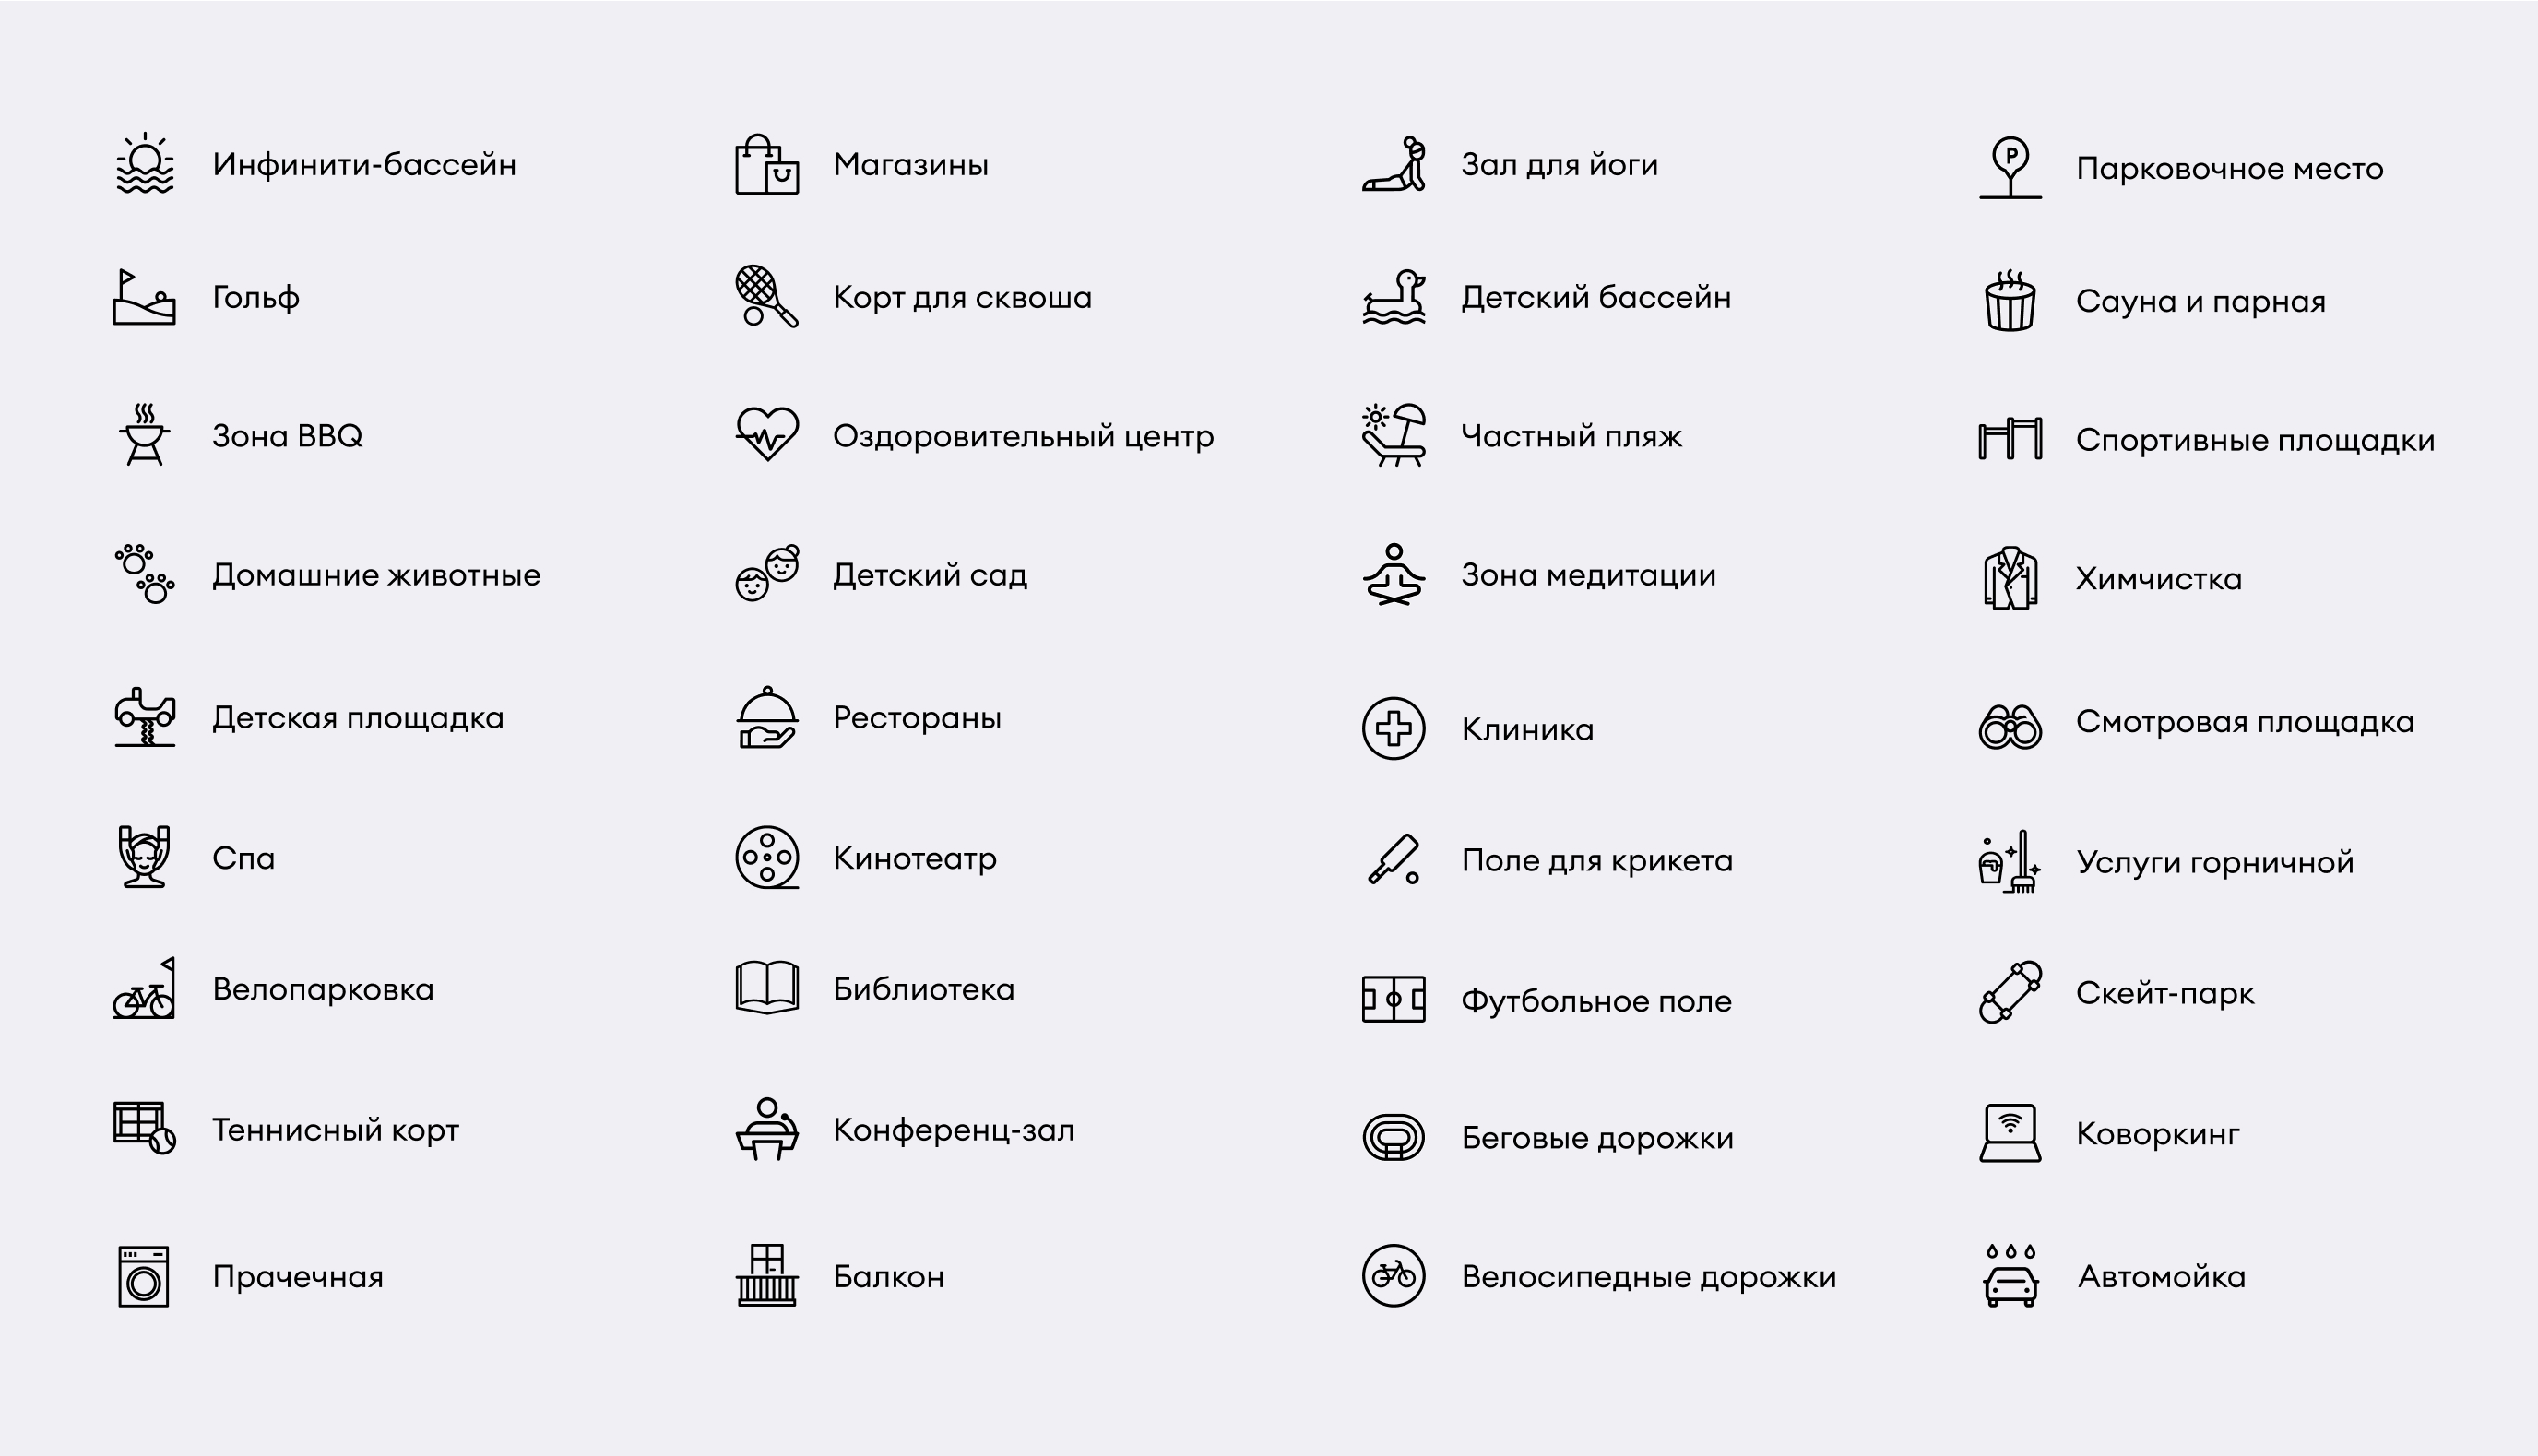 Инфинити-бассейн
Гольф
Зона BBQ
Домашние животные
Детская площадка
Спа
Велопарковка
Теннисный корт
Прачечная
Магазины
Корт для сквоша
Оздоровительный центр
Детский сад
Рестораны
Кинотеатр
Библиотека
Конференц-зал
Балкон
Зал для йоги
Детский бассейн
Частный пляж
Зона медитации
Клиника
Поле для крикета
Футбольное поле
Беговые дорожки
Велосипедные дорожки
P
Парковочное место
Сауна и парная
Спортивные площадки
Химчистка
Смотровая площадка
Услуги горничной
Скейт-парк
Коворкинг
Автомойка